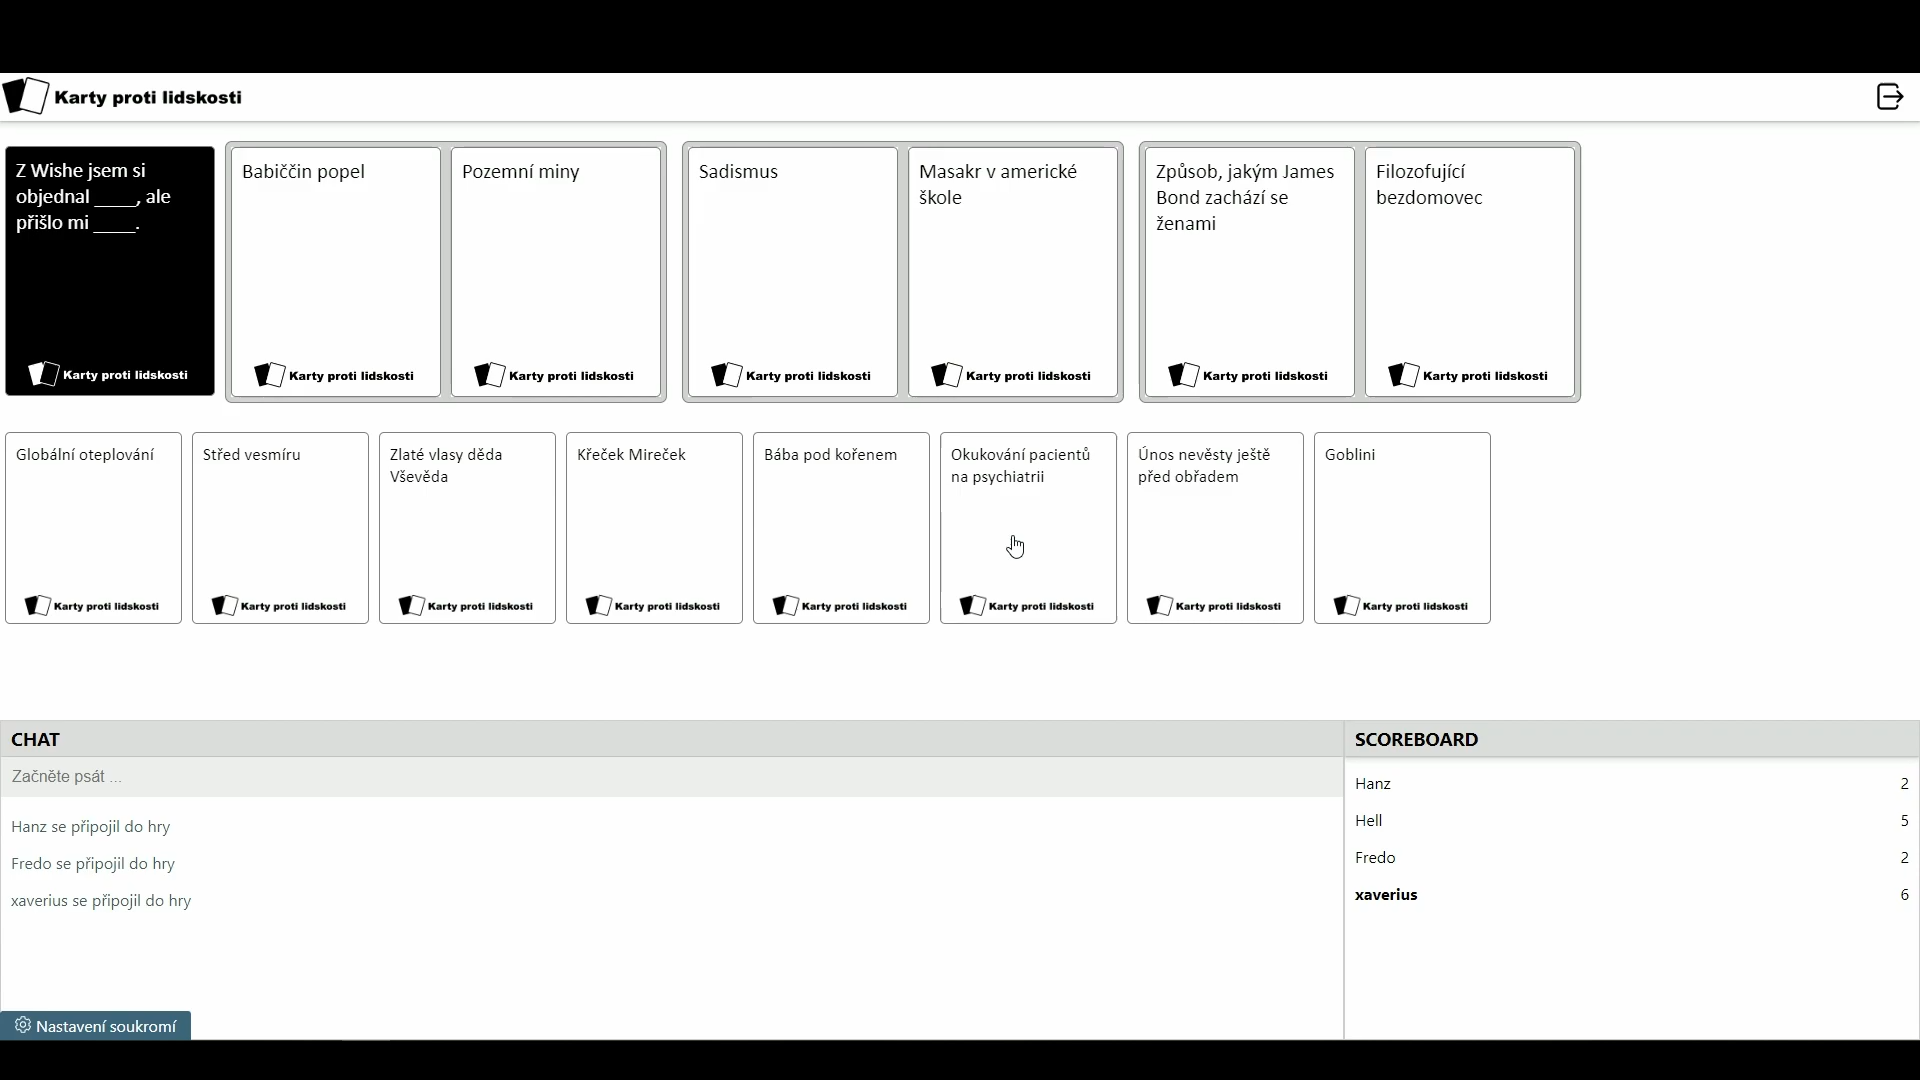 Karty proti lidskosti
Z Wishe jsem si
objednal ____, ale
přišlo mi ____.
Karty proti lidskosti
Babiččin popel
Karty proti lidskosti
Pozemní miny
Karty proti lidskosti
Sadismus
Karty proti lidskosti
Masakr v americké
škole
Karty proti lidskosti
Způsob, jakým James
Bond zachází se
ženami
Karty proti lidskosti
Filozofující
bezdomovec
Karty proti lidskosti
Globální oteplování
Karty proti lidskosti
Střed vesmíru
Karty proti lidskosti
Zlaté vlasy děda
Vševěda
Karty proti lidskosti
Křeček Mireček
Karty proti lidskosti
Bába pod kořenem
Karty proti lidskosti
Okukování pacientů
na psychiatrii
Karty proti lidskosti
Únos nevěsty ještě
před obřadem
Karty proti lidskosti
Goblini
Karty proti lidskosti
CHAT
Začněte psát ...
Hanz se připojil do hry
Fredo se připojil do hry
xaverius se připojil do hry
Nastavení soukromí
SCOREBOARD
Hanz 2
Hell 5
Fredo 2
xaverius 6